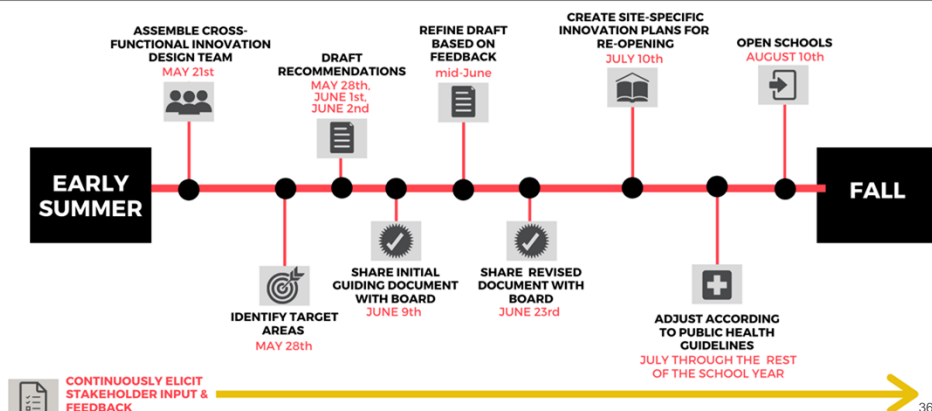 ASSEMBLE CROSS-
FUNCTIONAL INNOVATION
DESIGN TEAM
MAY 21st
DRAFT
RECOMMENDATIONS
MAY 28th,
JUNE 1st,
JUNE 2nd
REFINE DRAFT
BASED ON
FEEDBACK
mid-June
CREATE SITE-SPECIFIC
INNOVATION PLANS FOR
RE-OPENING
JULY 10th
OPEN SCHOOLS
AUGUST 10th
EARLY
SUMMER
FALL
IDENTIFY TARGET
AREAS
MAY 28th
SHARE INITIAL
GUIDING DOCUMENT
WITH BOARD
JUNE 9th
SHARE REVISED
DOCUMENT WITH
BOARD
JUNE 23rd
ADJUST ACCORDING
TO PUBLIC HEALTH
GUIDELINES
JULY THROUGH THE REST
OF THE SCHOOL YEAR
CONTINUOUSLY ELICIT
STAKEHOLDER INPUT &
FEEDBACK
36